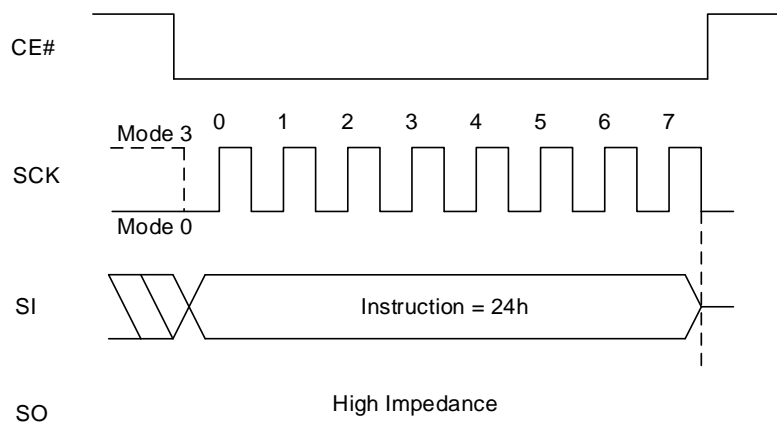 CE#
0 1 2 3 4 5 6 7
Mode 3
SCK
Mode 0
SI
Instruction = 24h
SO
High Impedance